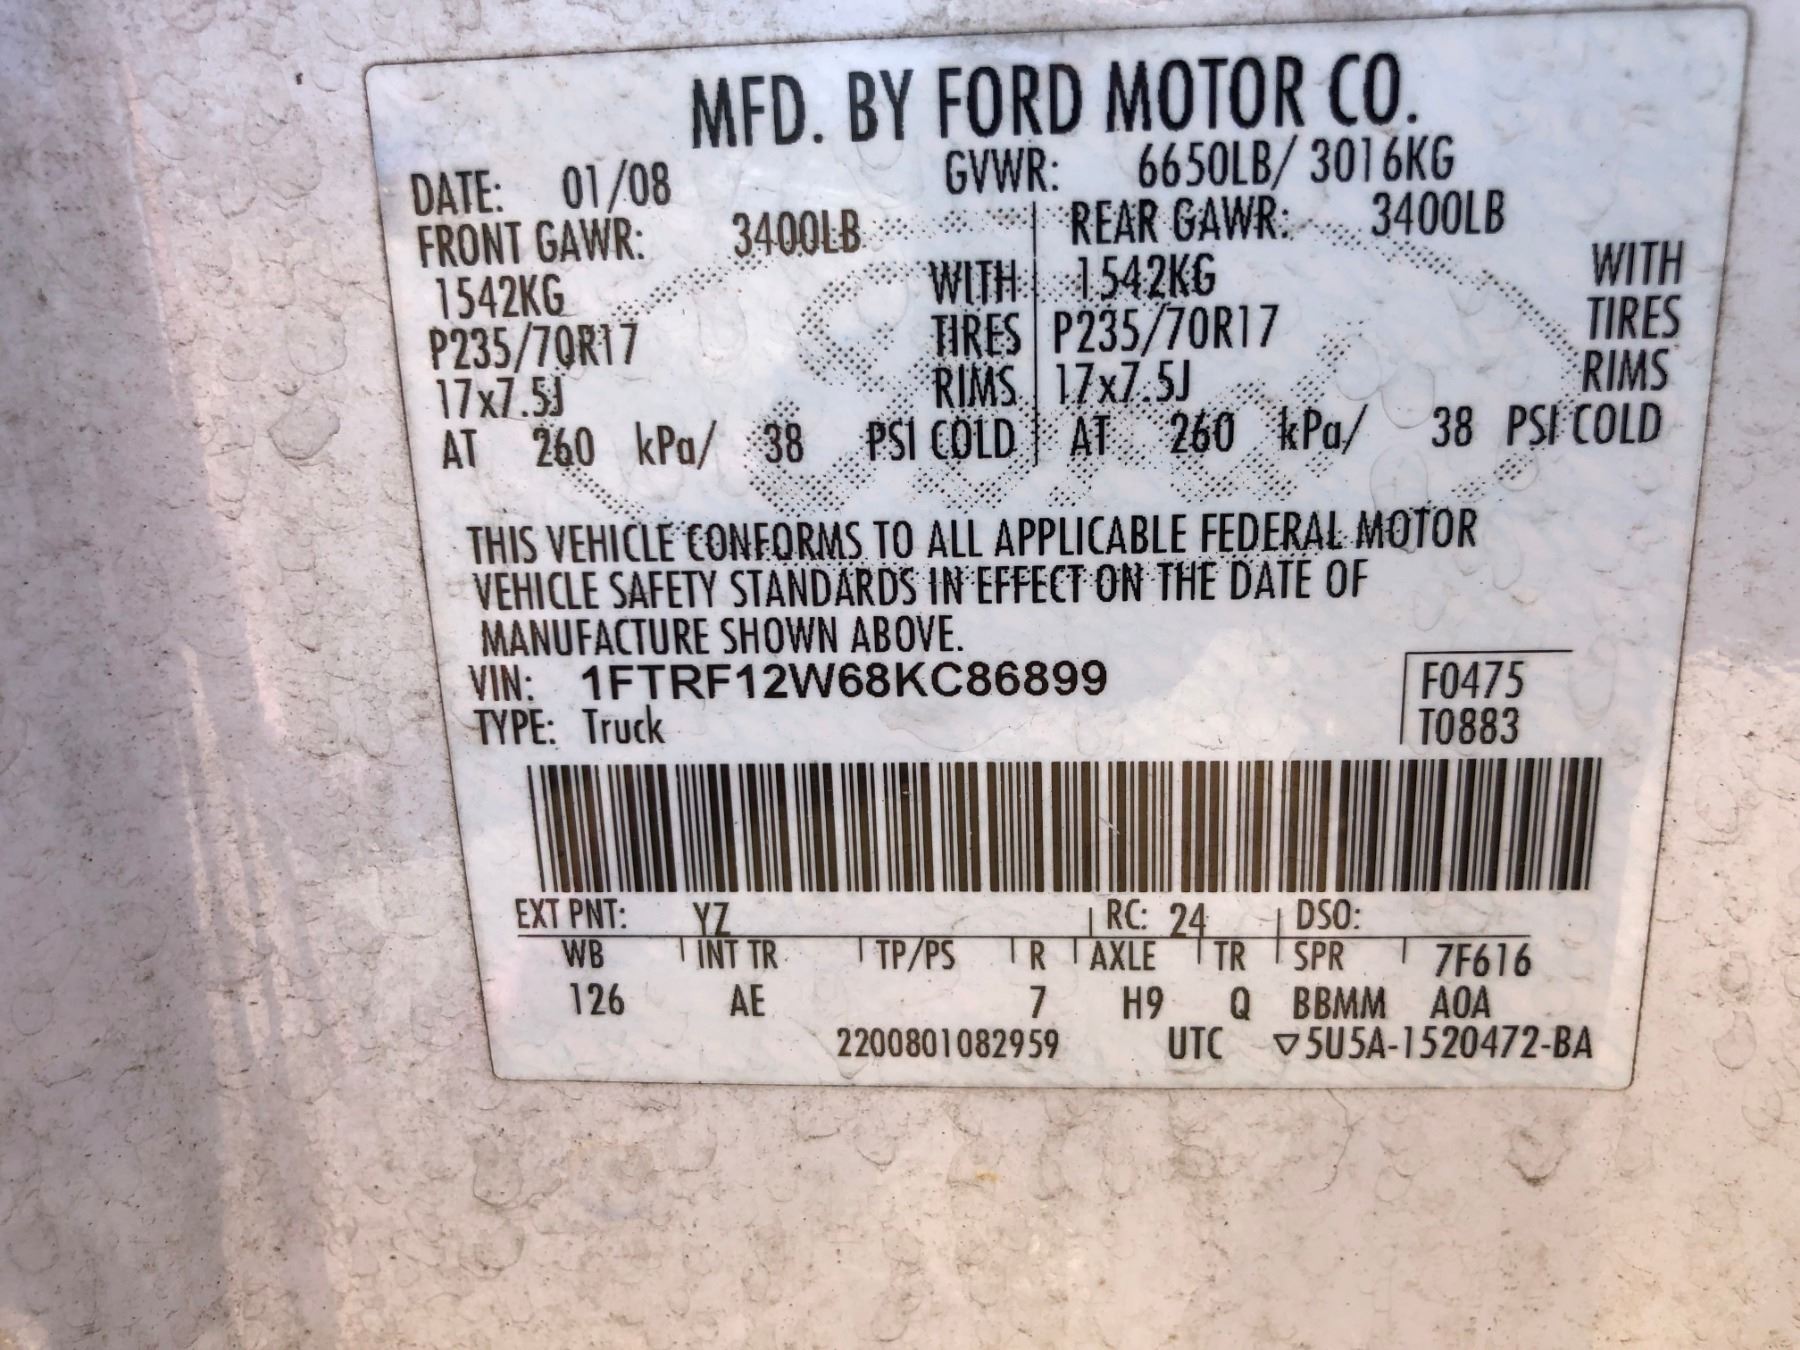 MFD. BY FORD MOTOR CO.
DATE: 01/08 GVWR: 6650LB/ 3016KG
FRONT GAWR: 3400LB REAR GAWR: 3400LB
1542KG WITH 1542KG WITH
P235/70R17 TIRES P235/70R17 TIRES
17x7.5J RIMS 17x7.5J RIMS
AT 260 kPa/ 38 PSI COLD AT 260 kPa/ 38 PSI COLD
THIS VEHICLE CONFORMS TO ALL APPLICABLE FEDERAL MOTOR
VEHICLE SAFETY STANDARDS IN EFFECT ON THE DATE OF
MANUFACTURE SHOWN ABOVE.
VIN: 1FTRF12W68KC86899 F0475
TYPE: Truck T0883
EXT PNT: YZ RC: 24 DSO:
WB INT TR TP/PS R AXLE TR SPR 7F616
126 AE 7 H9 Q BBMM A0A
2200801082959 UTC ▽5U5A-1520472-BA